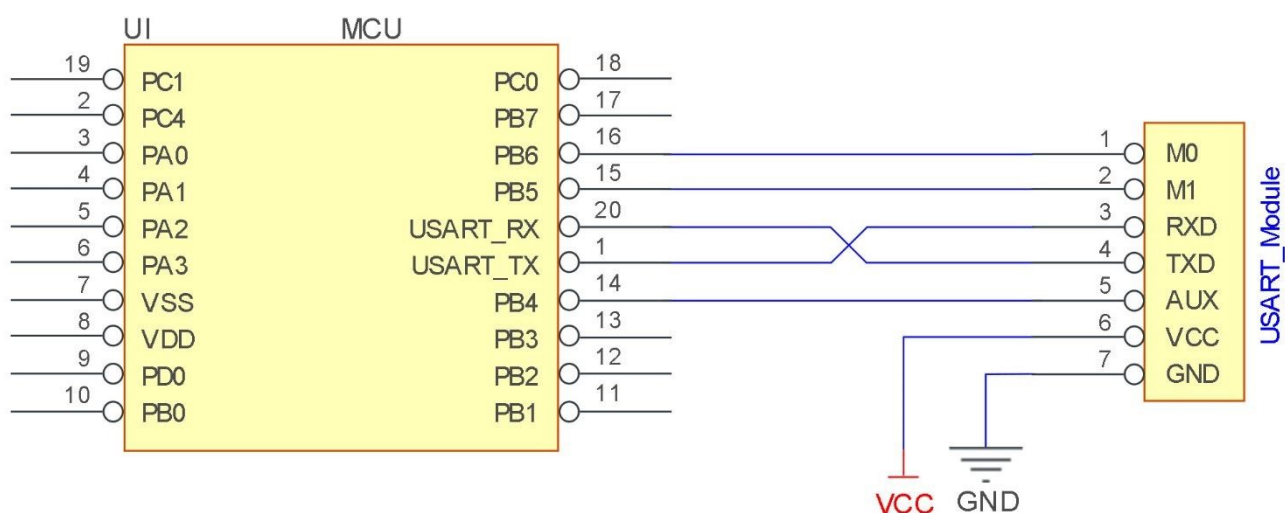 UI MCU
19 PC1 PC0 18
2 PC4 PB7 17
3 PA0 PB6 16 1 M0
4 PA1 PB5 15 2 M1
5 PA2 USART_RX 20 3 RXD
6 PA3 USART_TX 1 4 TXD
7 VSS PB4 14 5 AUX
8 VDD PB3 13 6 VCC
9 PD0 PB2 12 7 GND
10 PB0 PB1 11
USART_Module
VCC GND